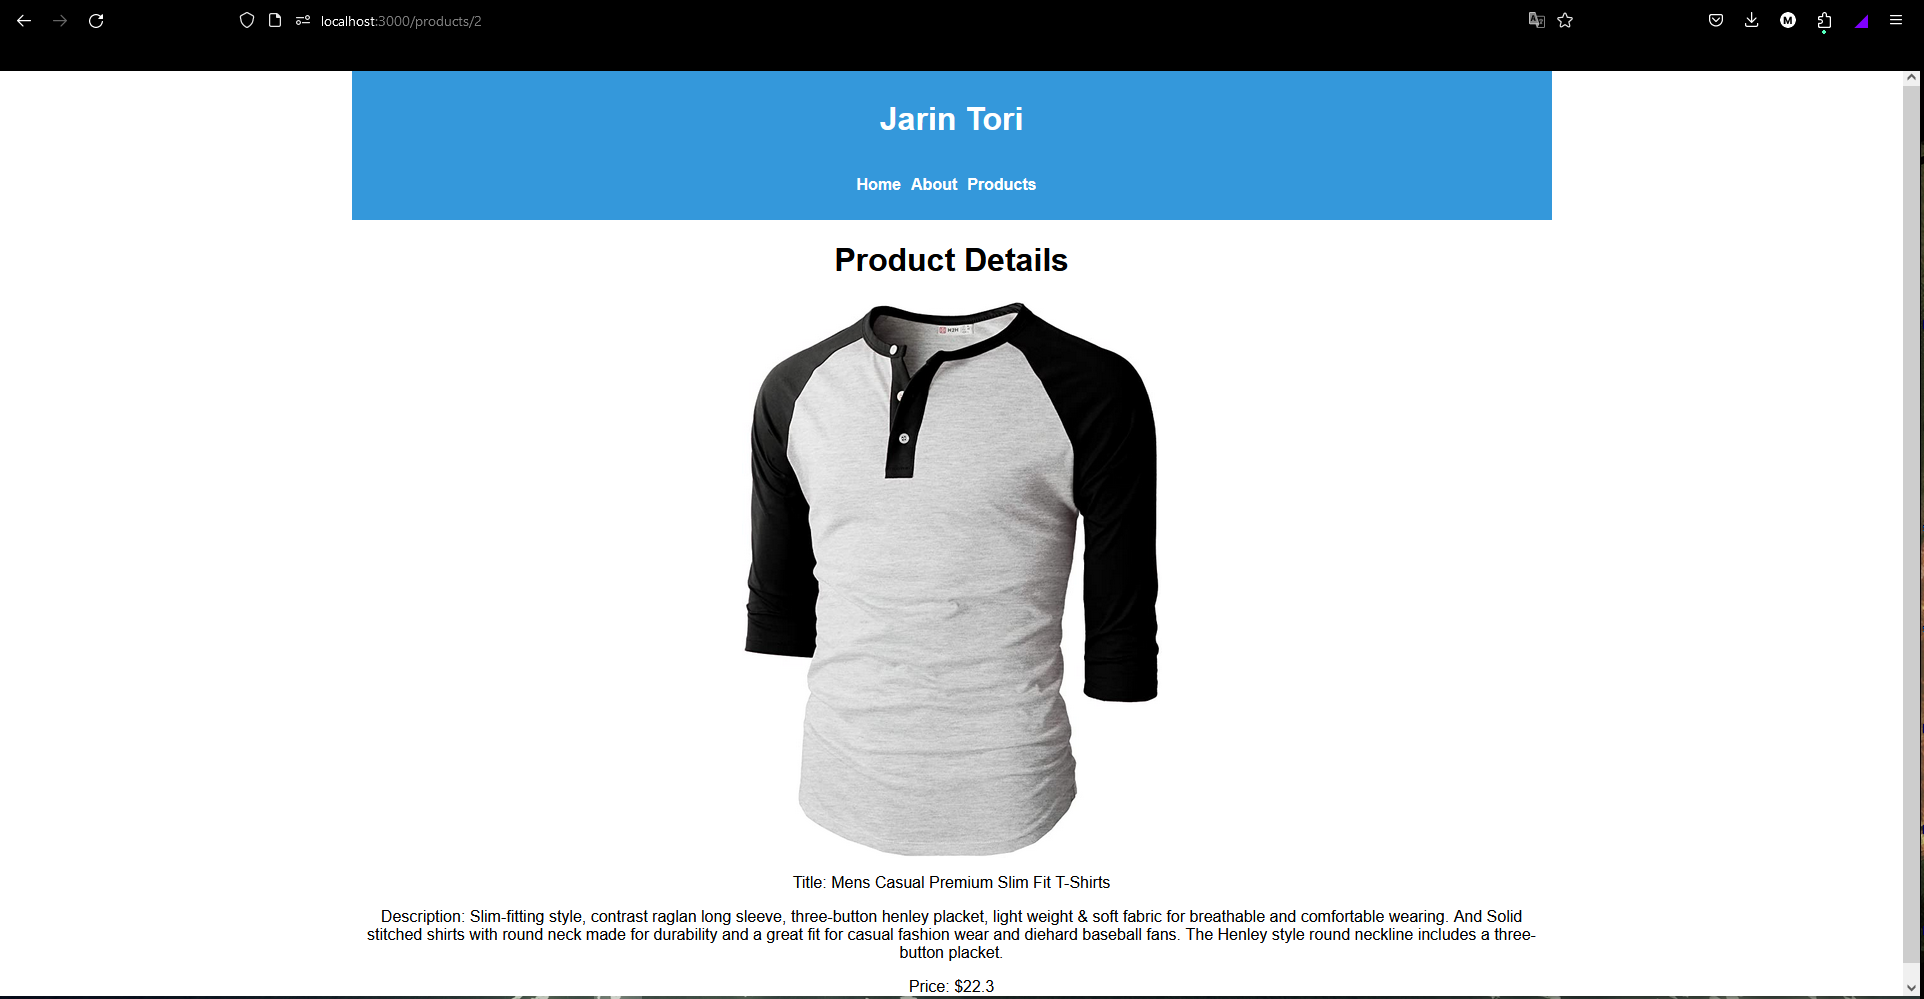 localhost:3000/products/2
M
Jarin Tori
Home About Products
Product Details
H2H
Title: Mens Casual Premium Slim Fit T-Shirts
Description: Slim-fitting style, contrast raglan long sleeve, three-button henley placket, light weight & soft fabric for breathable and comfortable wearing. And Solid
stitched shirts with round neck made for durability and a great fit for casual fashion wear and diehard baseball fans. The Henley style round neckline includes a three-
button placket.
Price: $22.3